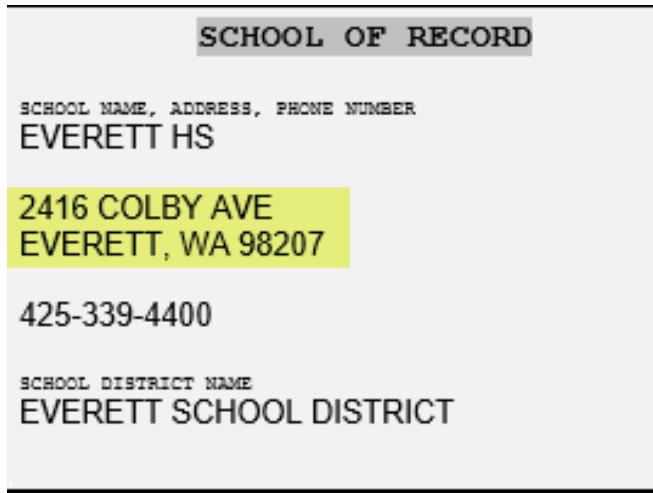 SCHOOL OF RECORD
SCHOOL NAME, ADDRESS, PHONE NUMBER
EVERETT HS
2416 COLBY AVE
EVERETT, WA 98207
425-339-4400
SCHOOL DISTRICT NAME
EVERETT SCHOOL DISTRICT